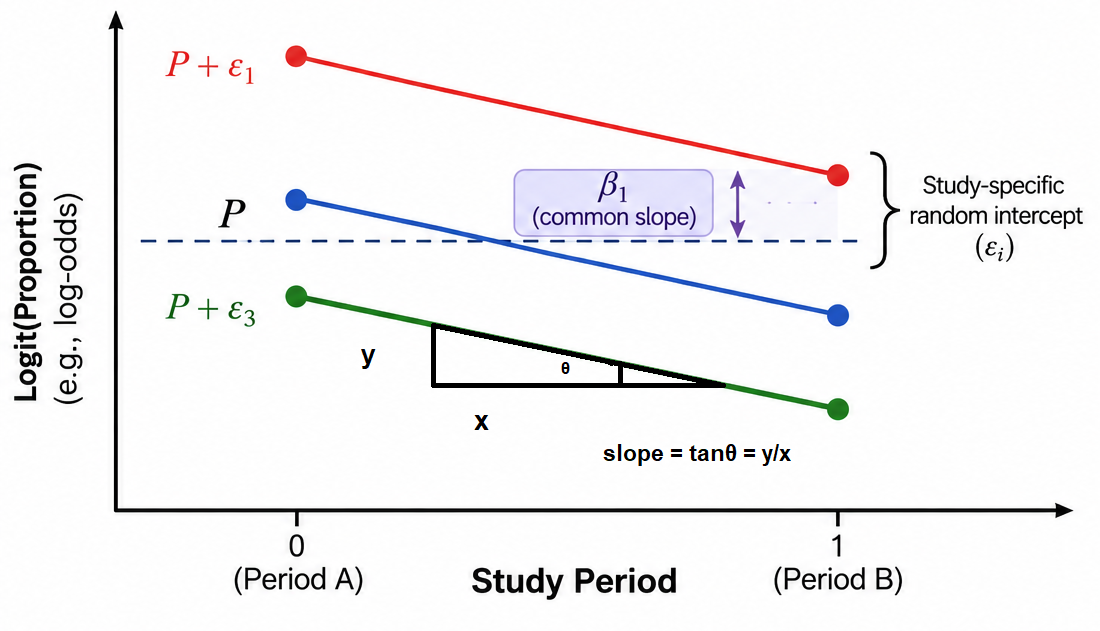 P + ε₁
P
P + ε₃
β₁
(common slope)
Study-specific
random intercept
(εᵢ)
Logit(Proportion)
(e.g., log-odds)
y
θ
x
slope = tanθ = y/x
0
1
(Period A)
Study Period
(Period B)